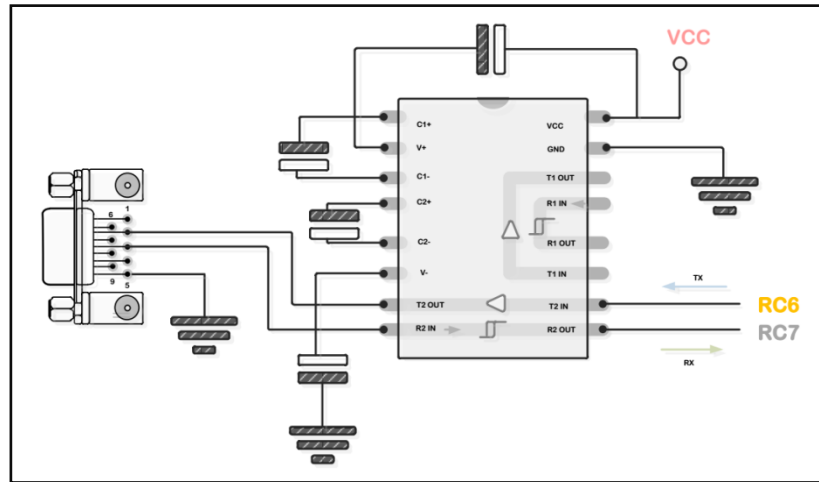 VCC
C1+
VCC
V+
GND
C1-
T1 OUT
C2+
R1 IN
C2-
R1 OUT
V-
T1 IN
T2 OUT
T2 IN
R2 IN
R2 OUT
1
6
9
5
TX
RC6
RC7
RX